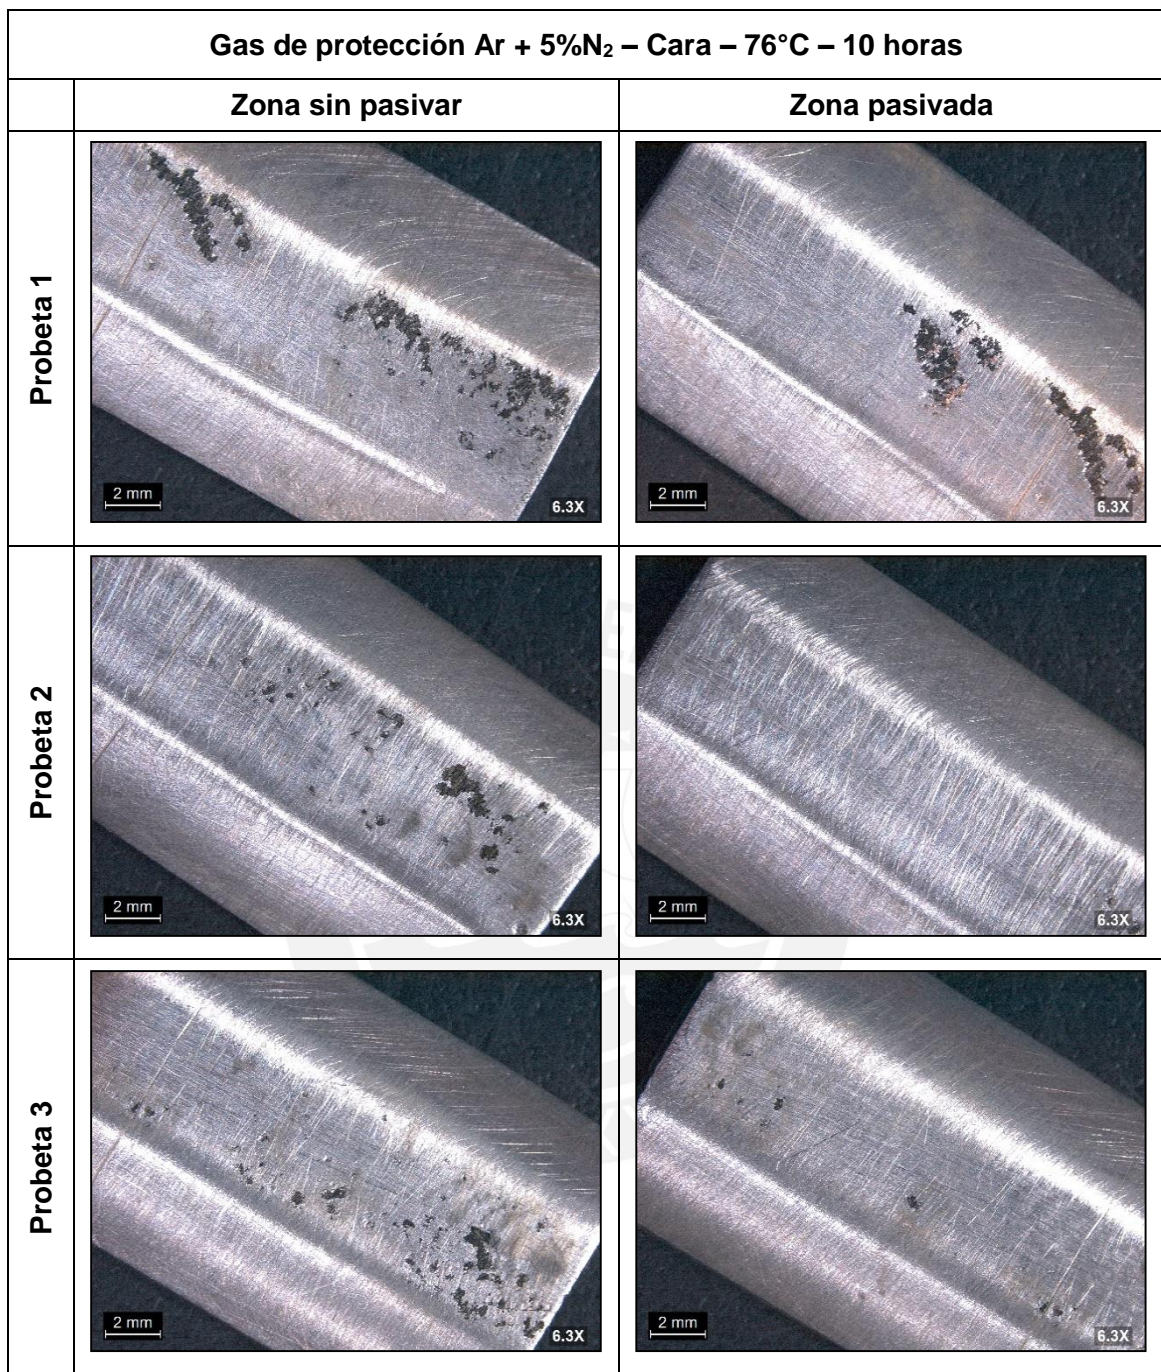 Gas de protección Ar + 5%N₂ – Cara – 76°C – 10 horas
Zona sin pasivar
Zona pasivada
Probeta 1
2 mm
6.3X
2 mm
6.3X
Probeta 2
2 mm
6.3X
2 mm
6.3X
Probeta 3
2 mm
6.3X
2 mm
6.3X